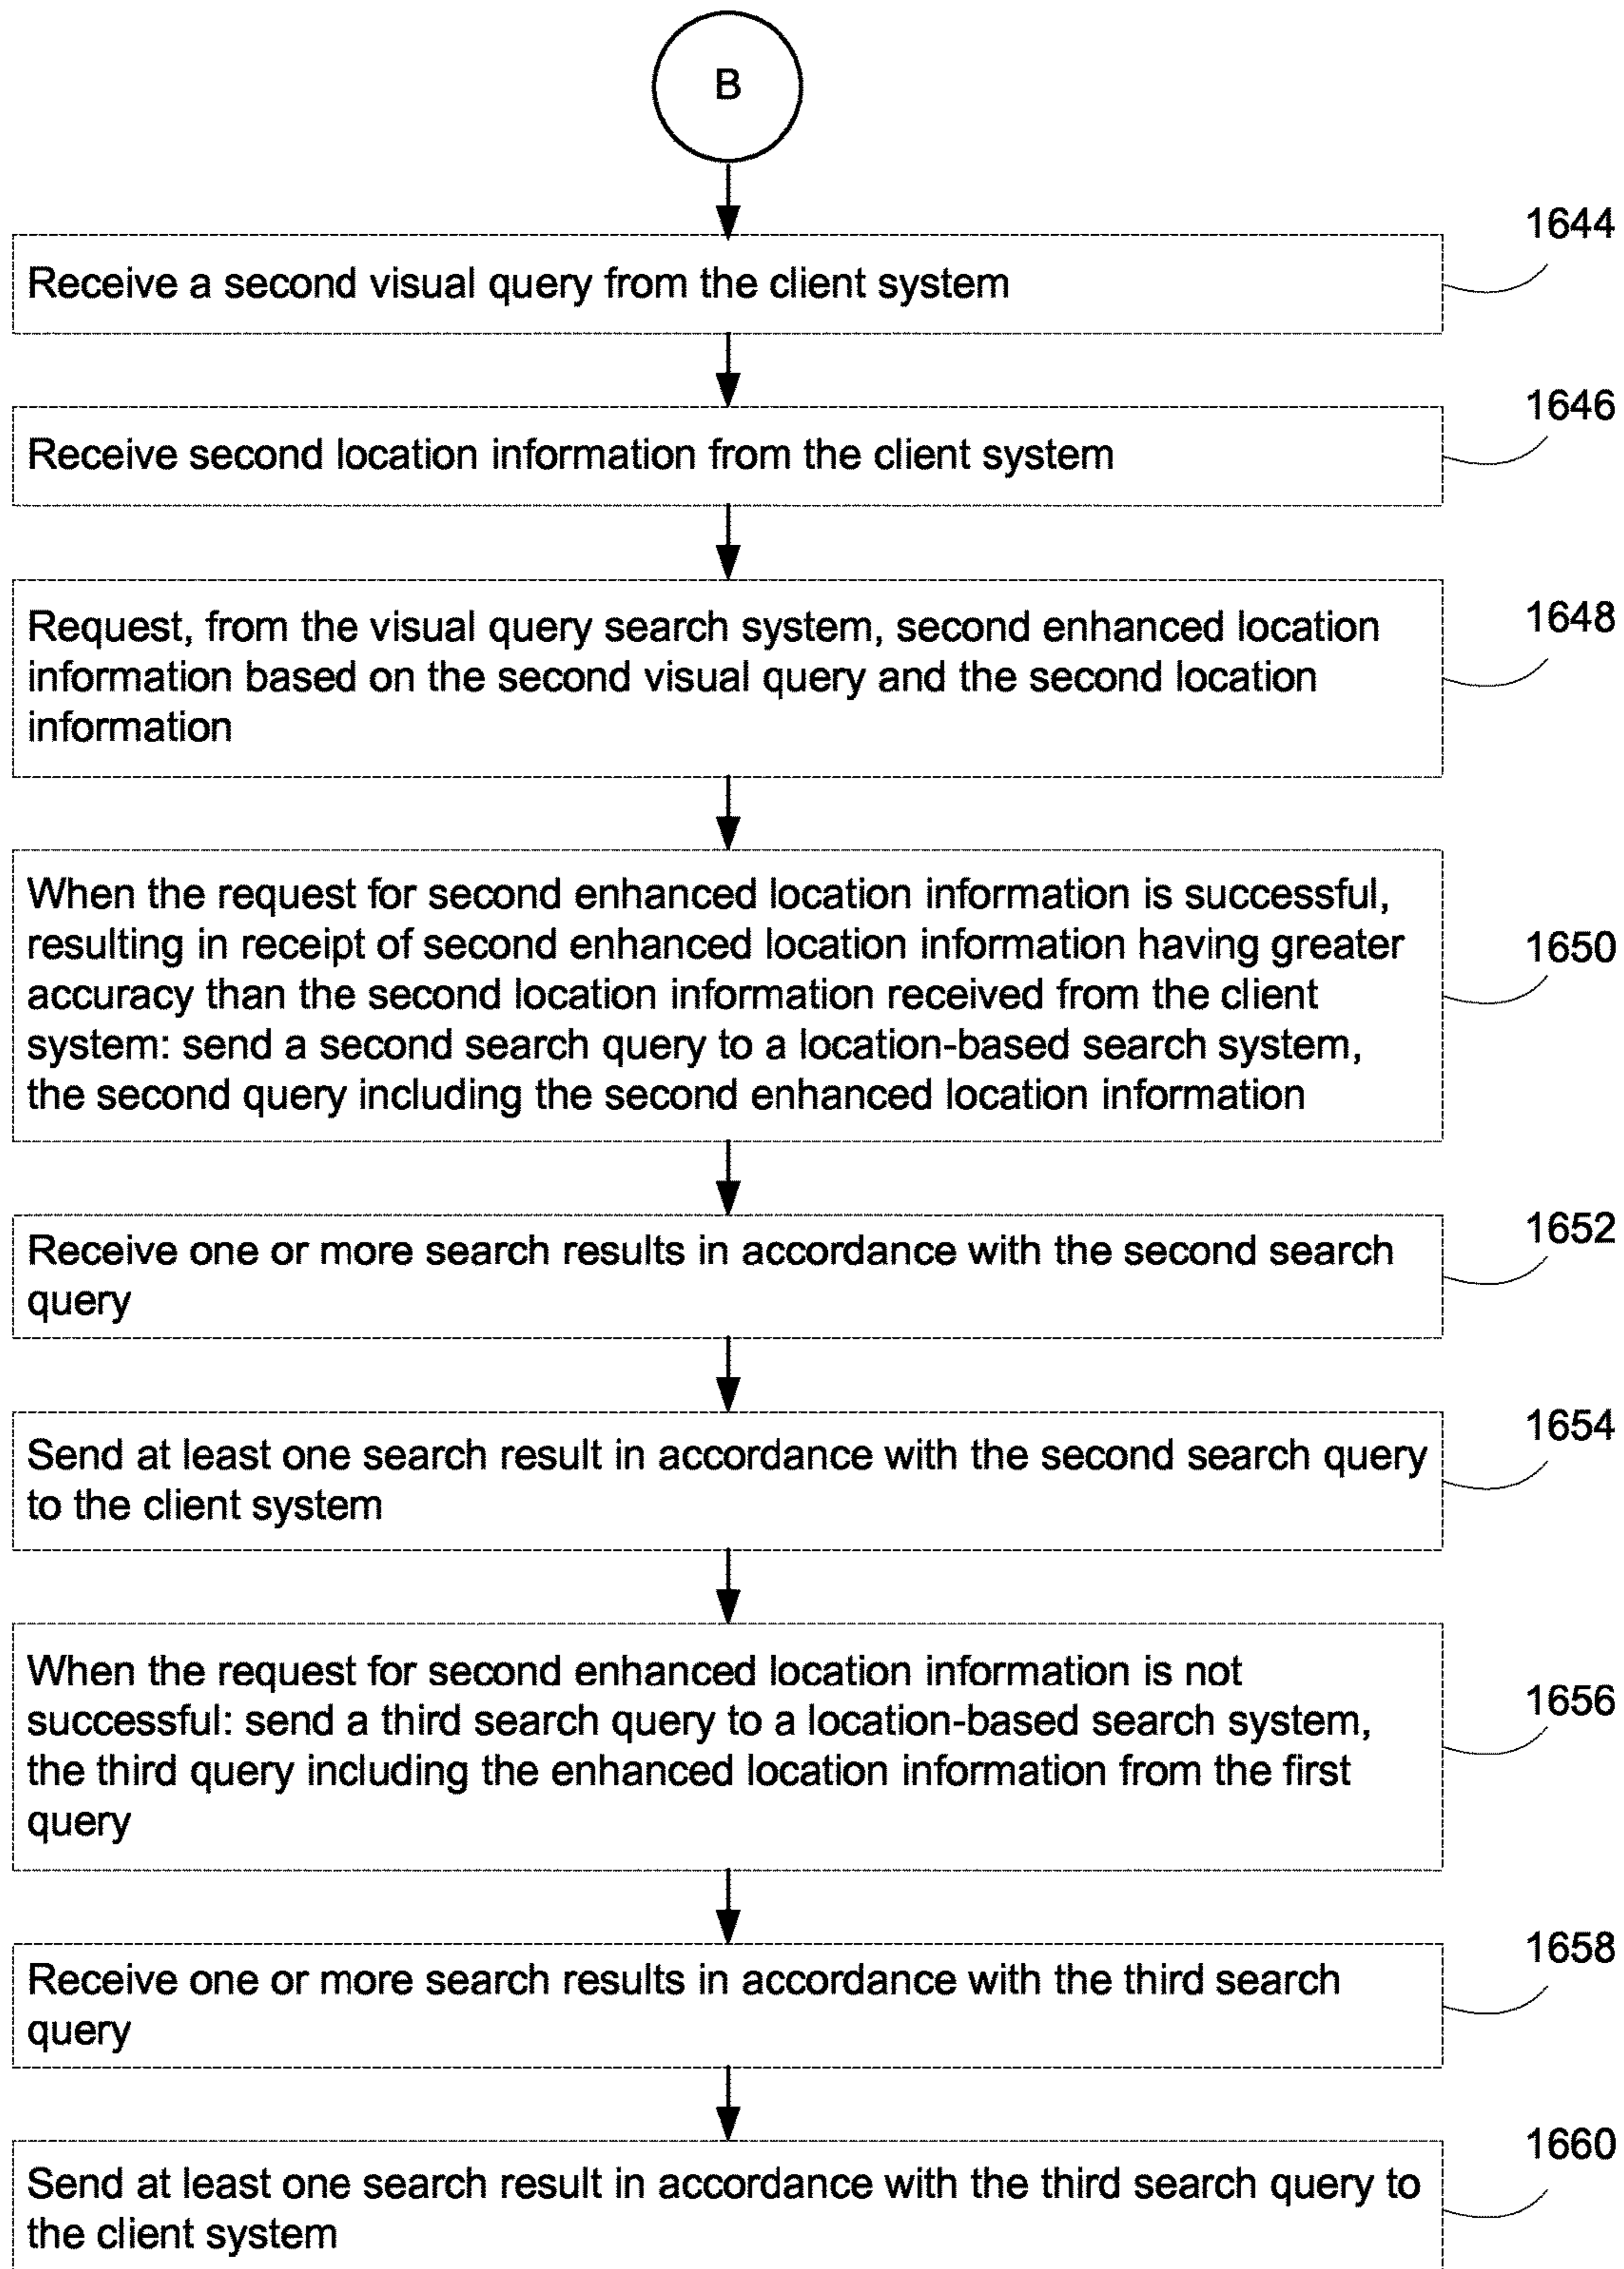 B
1644
Receive a second visual query from the client system
1646
Receive second location information from the client system
1648
Request, from the visual query search system, second enhanced location
information based on the second visual query and the second location
information
When the request for second enhanced location information is successful,
resulting in receipt of second enhanced location information having greater
1650
accuracy than the second location information received from the client
system: send a second search query to a location-based search system,
the second query including the second enhanced location information
1652
Receive one or more search results in accordance with the second search
query
1654
Send at least one search result in accordance with the second search query
to the client system
When the request for second enhanced location information is not
1656
successful: send a third search query to a location-based search system,
the third query including the enhanced location information from the first
query
1658
Receive one or more search results in accordance with the third search
query
1660
Send at least one search result in accordance with the third search query to
the client system